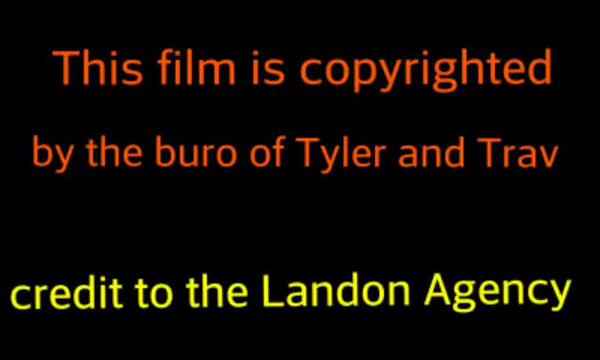 This film is copyrighted
by the buro of Tyler and Trav
credit to the Landon Agency